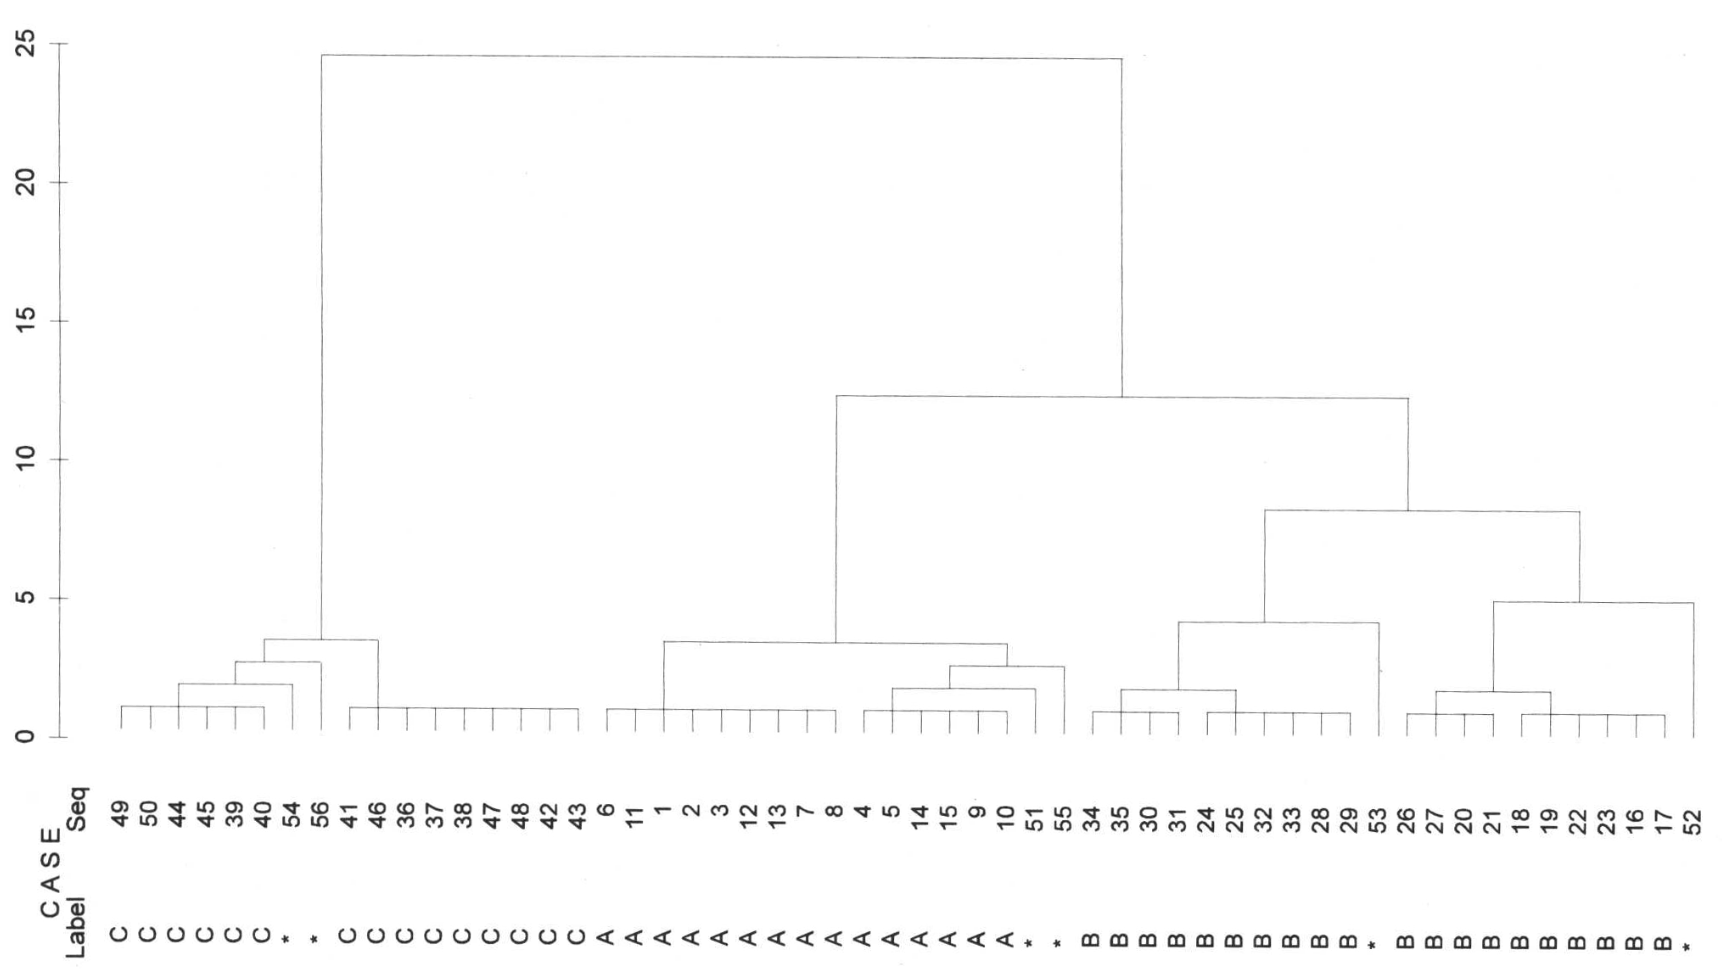 25
20
15
10
5
0
CASE
Label Seq
C 49
C 50
C 44
C 45
C 39
C 40
* 54
* 56
C 41
C 46
C 36
C 37
C 38
C 47
C 48
C 42
C 43
A 6
A 11
A 1
A 2
A 3
A 12
A 13
A 7
A 8
A 4
A 5
A 14
A 15
A 9
A 10
* 51
* 55
B 34
B 35
B 30
B 31
B 24
B 25
B 32
B 33
B 28
B 29
* 53
B 26
B 27
B 20
B 21
B 18
B 19
B 22
B 23
B 16
B 17
* 52